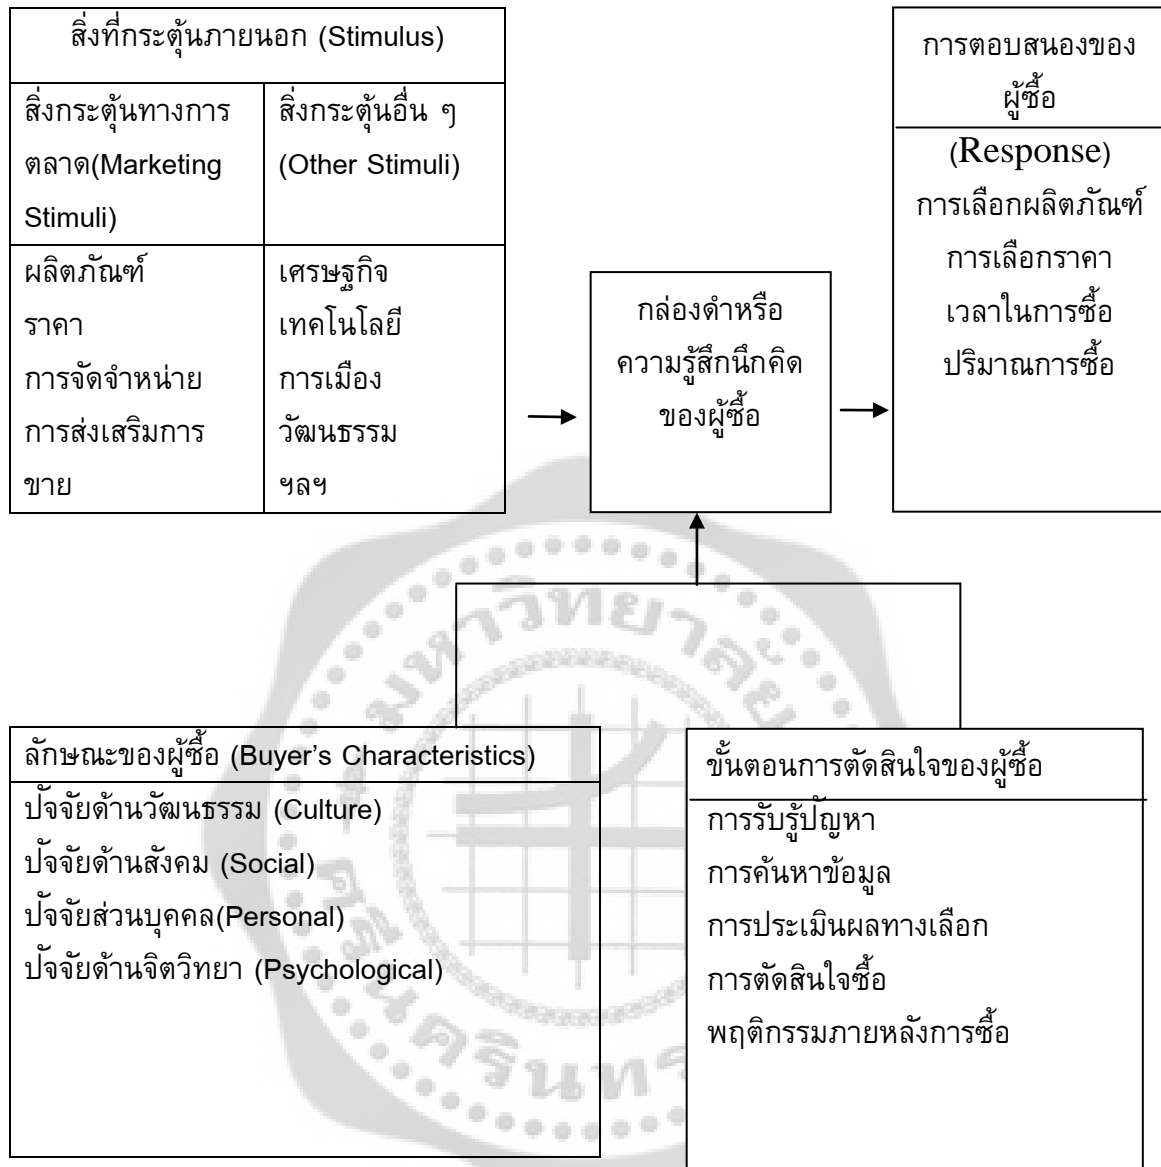 สิ่งที่กระตุ้นภายนอก (Stimulus)
สิ่งกระตุ้นทางการ
ตลาด(Marketing
Stimuli)
สิ่งกระตุ้นอื่น ๆ
(Other Stimuli)
ผลิตภัณฑ์
ราคา
การจัดจำหน่าย
การส่งเสริมการ
ขาย
เศรษฐกิจ
เทคโนโลยี
การเมือง
วัฒนธรรม
ฯลฯ
กล่องดำหรือ
ความรู้สึกนึกคิด
ของผู้ซื้อ
การตอบสนองของ
ผู้ซื้อ
(Response)
การเลือกผลิตภัณฑ์
การเลือกราคา
เวลาในการซื้อ
ปริมาณการซื้อ
ลักษณะของผู้ซื้อ (Buyer’s Characteristics)
ปัจจัยด้านวัฒนธรรม (Culture)
ปัจจัยด้านสังคม (Social)
ปัจจัยส่วนบุคคล(Personal)
ปัจจัยด้านจิตวิทยา (Psychological)
ขั้นตอนการตัดสินใจของผู้ซื้อ
การรับรู้ปัญหา
การค้นหาข้อมูล
การประเมินผลทางเลือก
การตัดสินใจซื้อ
พฤติกรรมภายหลังการซื้อ
มหาวิทยาลัย